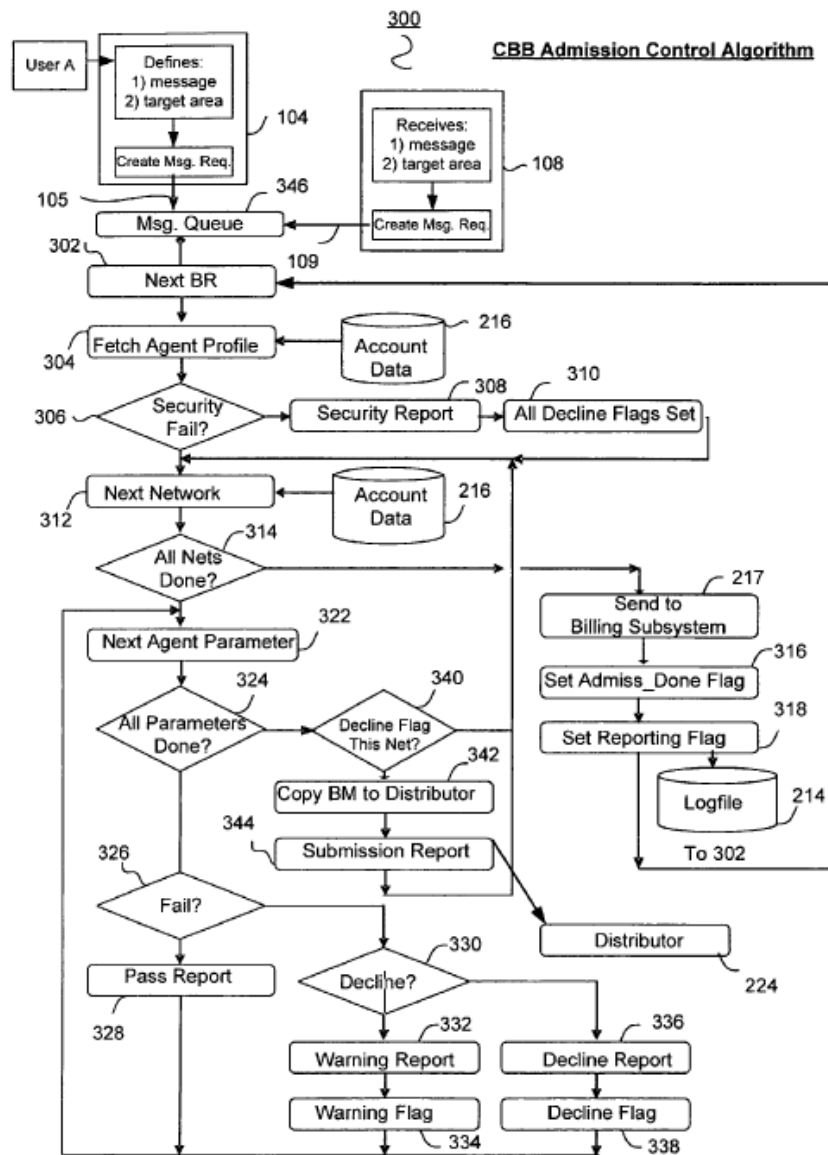 300
CBB Admission Control Algorithm
User A
Defines:
1) message
2) target area
Create Msg. Req.
104
Receives:
1) message
2) target area
Create Msg. Req.
108
105
346
Msg. Queue
109
302
Next BR
304
Fetch Agent Profile
216
Account
Data
306
Security
Fail?
308
Security Report
310
All Decline Flags Set
312
Next Network
216
Account
Data
314
All Nets
Done?
217
Send to
Billing Subsystem
322
Next Agent Parameter
316
Set Admiss_Done Flag
324
All Parameters
Done?
340
Decline Flag
This Net?
318
Set Reporting Flag
342
Copy BM to Distributor
Logfile
214
344
Submission Report
To 302
326
Fail?
Distributor
224
330
Decline?
Pass Report
328
332
Warning Report
336
Decline Report
Warning Flag
334
Decline Flag
338